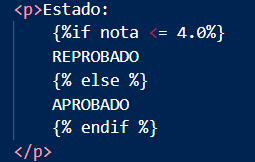 <p>Estado:
{%if nota <= 4.0%}
REPROBADO
{% else %}
APROBADO
{% endif %}
</p>